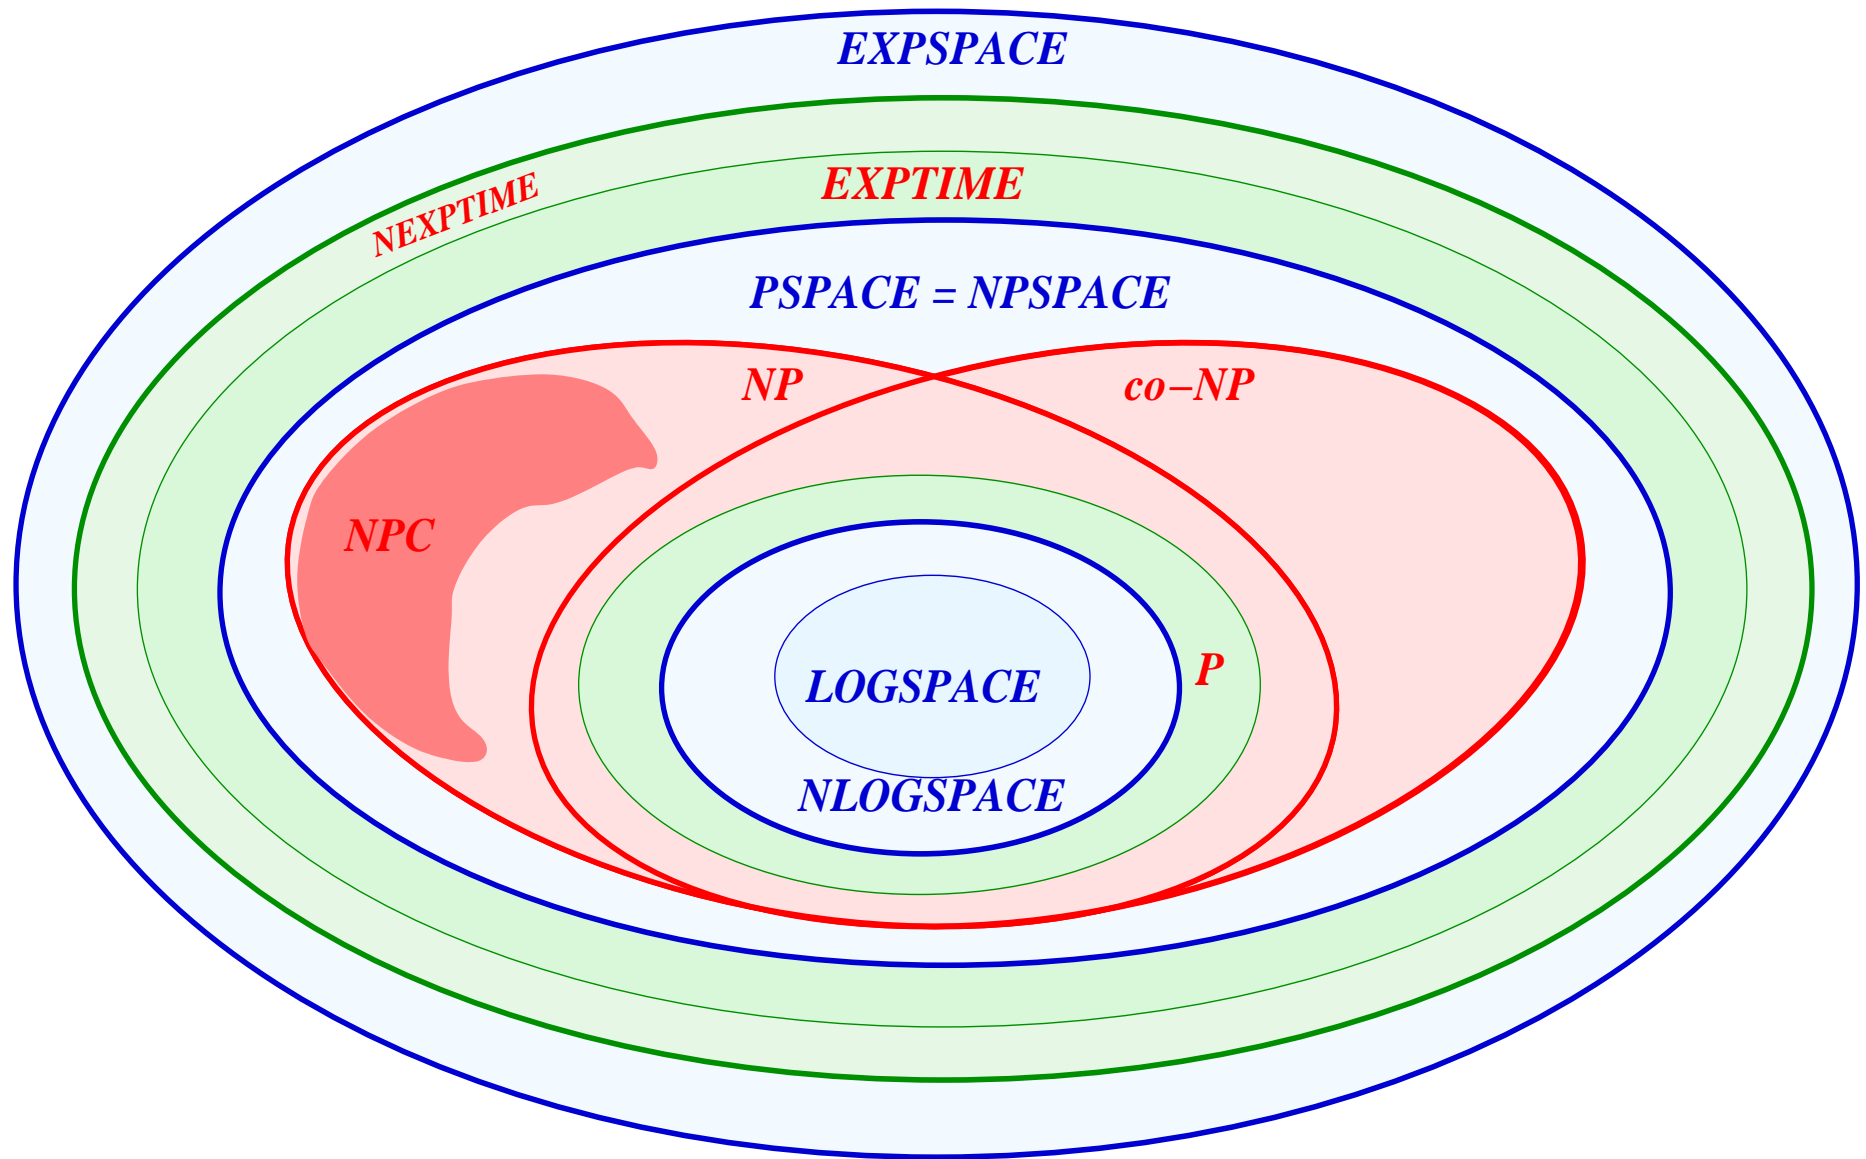 EXPSPACE
NEXPTIME
EXPTIME
PSPACE = NPSPACE
NP
co–NP
NPC
P
LOGSPACE
NLOGSPACE